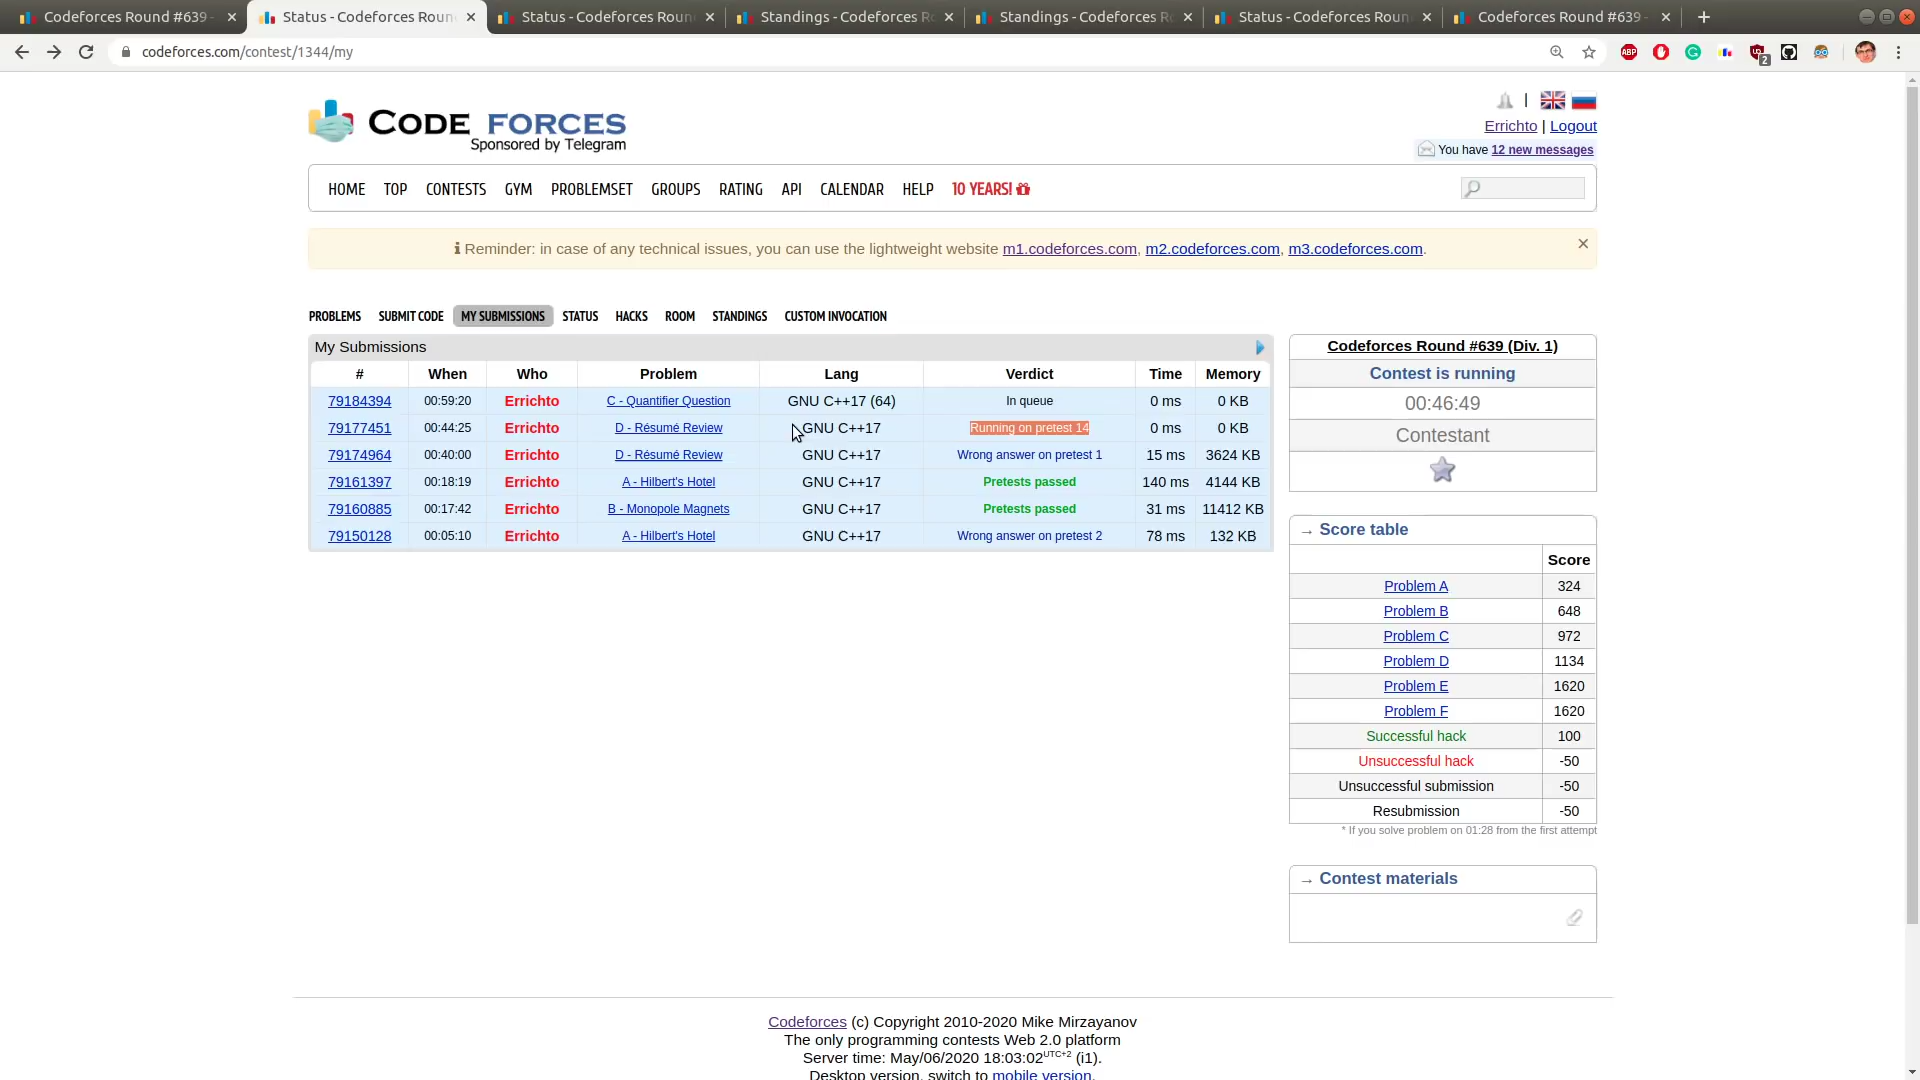 Codeforces Round #639 -
Status - Codeforces Roun
Status - Codeforces Roun
Standings - Codeforces Ro
Standings - Codeforces Ro
Status - Codeforces Roun
Codeforces Round #639 -
codeforces.com/contest/1344/my
ABP
2
CODE FORCES
Sponsored by Telegram
|
Errichto | Logout
You have 12 new messages
HOME TOP CONTESTS GYM PROBLEMSET GROUPS RATING API CALENDAR HELP 10 YEARS!
Reminder: in case of any technical issues, you can use the lightweight website m1.codeforces.com, m2.codeforces.com, m3.codeforces.com.
PROBLEMS SUBMIT CODE MY SUBMISSIONS STATUS HACKS ROOM STANDINGS CUSTOM INVOCATION
My Submissions
# When Who Problem Lang Verdict Time Memory
79184394 00:59:20 Errichto C - Quantifier Question GNU C++17 (64) In queue 0 ms 0 KB
79177451 00:44:25 Errichto D - Résumé Review GNU C++17 Running on pretest 14 0 ms 0 KB
79174964 00:40:00 Errichto D - Résumé Review GNU C++17 Wrong answer on pretest 1 15 ms 3624 KB
79161397 00:18:19 Errichto A - Hilbert's Hotel GNU C++17 Pretests passed 140 ms 4144 KB
79160885 00:17:42 Errichto B - Monopole Magnets GNU C++17 Pretests passed 31 ms 11412 KB
79150128 00:05:10 Errichto A - Hilbert's Hotel GNU C++17 Wrong answer on pretest 2 78 ms 132 KB
Codeforces Round #639 (Div. 1)
Contest is running
00:46:49
Contestant
→ Score table
Score
Problem A 324
Problem B 648
Problem C 972
Problem D 1134
Problem E 1620
Problem F 1620
Successful hack 100
Unsuccessful hack -50
Unsuccessful submission -50
Resubmission -50
* If you solve problem on 01:28 from the first attempt
→ Contest materials
Codeforces (c) Copyright 2010-2020 Mike Mirzayanov
The only programming contests Web 2.0 platform
Server time: May/06/2020 18:03:02 UTC+2 (i1).
Desktop version, switch to mobile version.